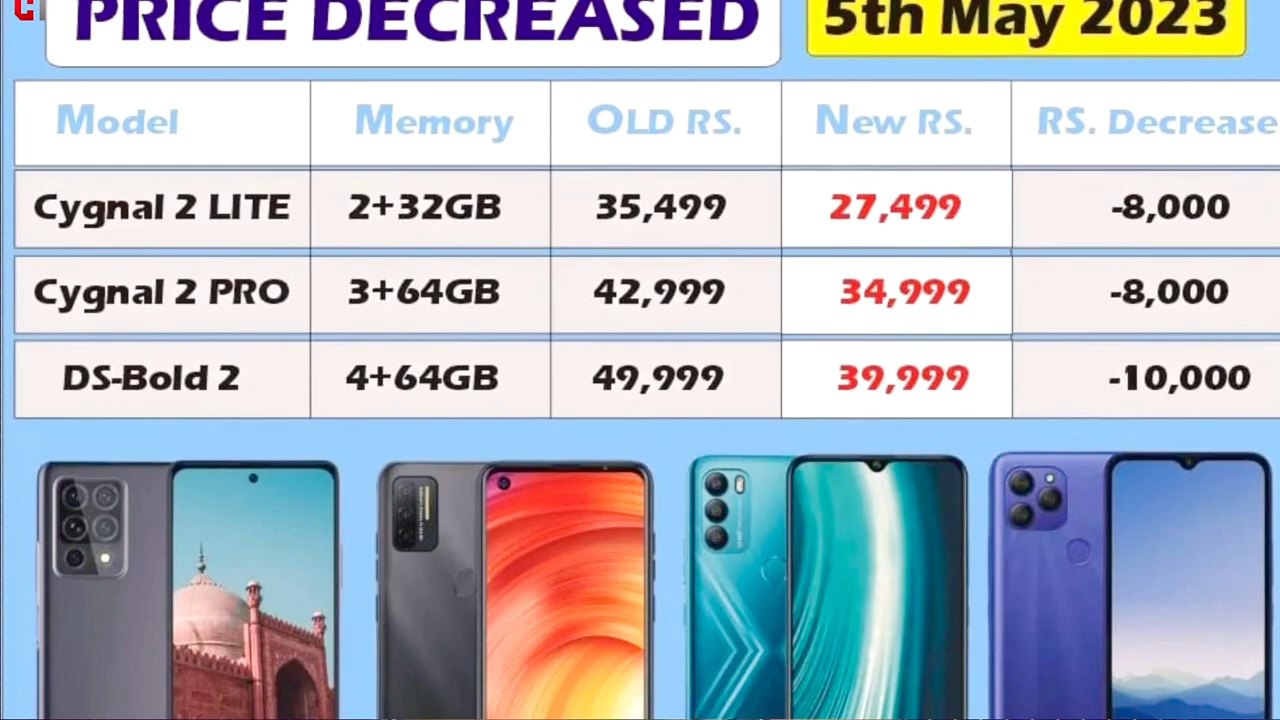 PRICE DECREASED
5th May 2023
Model Memory OLD RS. New RS. RS. Decrease
Cygnal 2 LITE 2+32GB 35,499 27,499 -8,000
Cygnal 2 PRO 3+64GB 42,999 34,999 -8,000
DS-Bold 2 4+64GB 49,999 39,999 -10,000